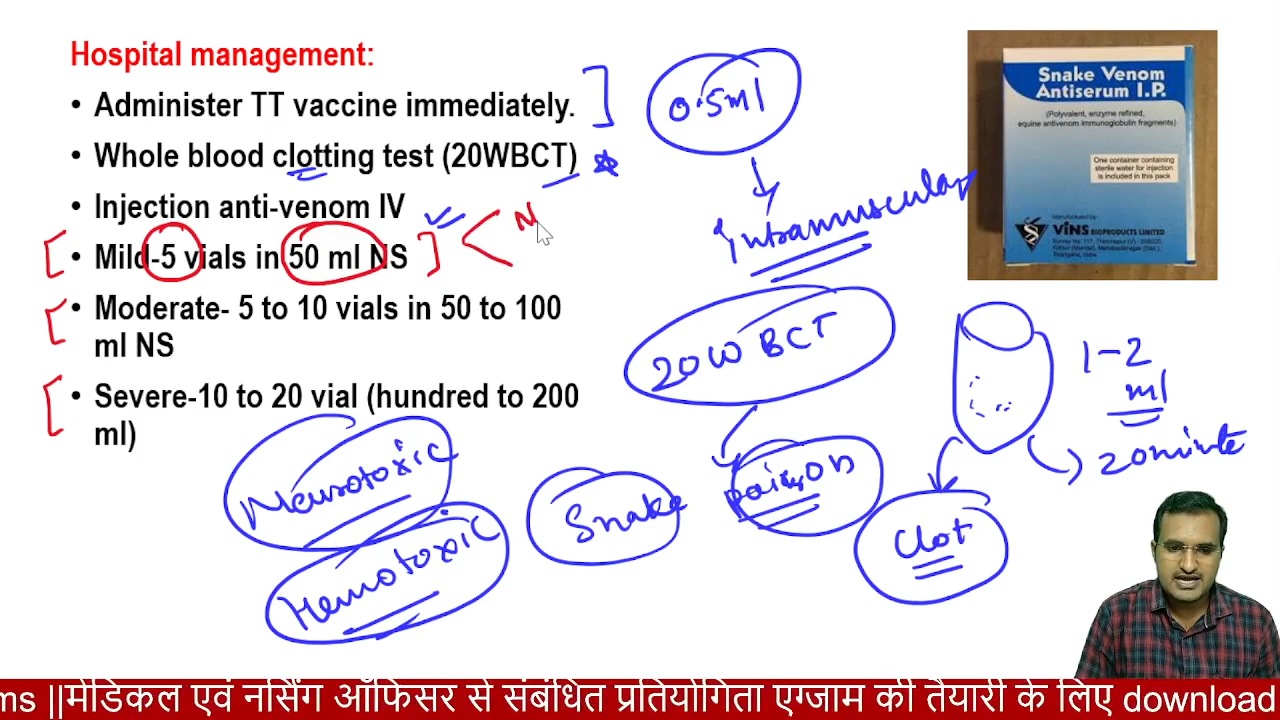 Hospital management:
• Administer TT vaccine immediately.
• Whole blood clotting test (20WBCT)
• Injection anti-venom IV
• Mild-5 vials in 50 ml NS
• Moderate- 5 to 10 vials in 50 to 100
ml NS
• Severe-10 to 20 vial (hundred to 200
ml)
N
0.5ml
Intramuscular
20WBCT
Neurotoxic
Hemotoxic
Snake
poison
Clot
1-2
ml
20minute
Snake Venom
Antiserum I.P.
(Polyvalent, enzyme refined,
equine antivenom immunoglobulin fragments)
One container containing
sterile water for injection
is included in this pack
Manufactured by
VINS BIOPRODUCTS LIMITED
ms ||मेडिकल एवं नर्सिंग ऑफिसर से संबंधित प्रतियोगिता एग्जाम की तैयारी के लिए download